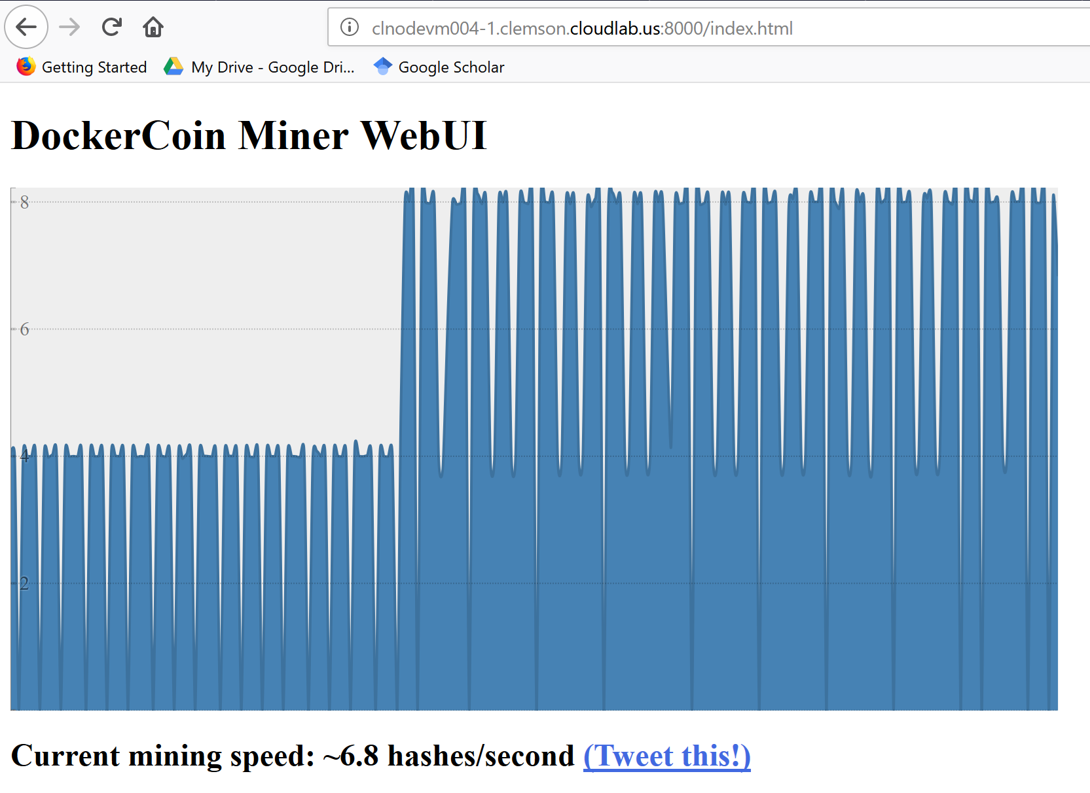 clnodevm004-1.clemson.cloudlab.us:8000/index.html
Getting Started My Drive - Google Dri... Google Scholar
DockerCoin Miner WebUI
8
6
4
2
Current mining speed: ~6.8 hashes/second (Tweet this!)